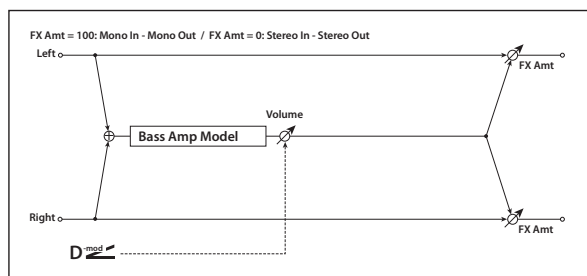 FX Amt = 100: Mono In - Mono Out / FX Amt = 0: Stereo In - Stereo Out
Left
FX Amt
Volume
Bass Amp Model
Right
FX Amt
D-mod